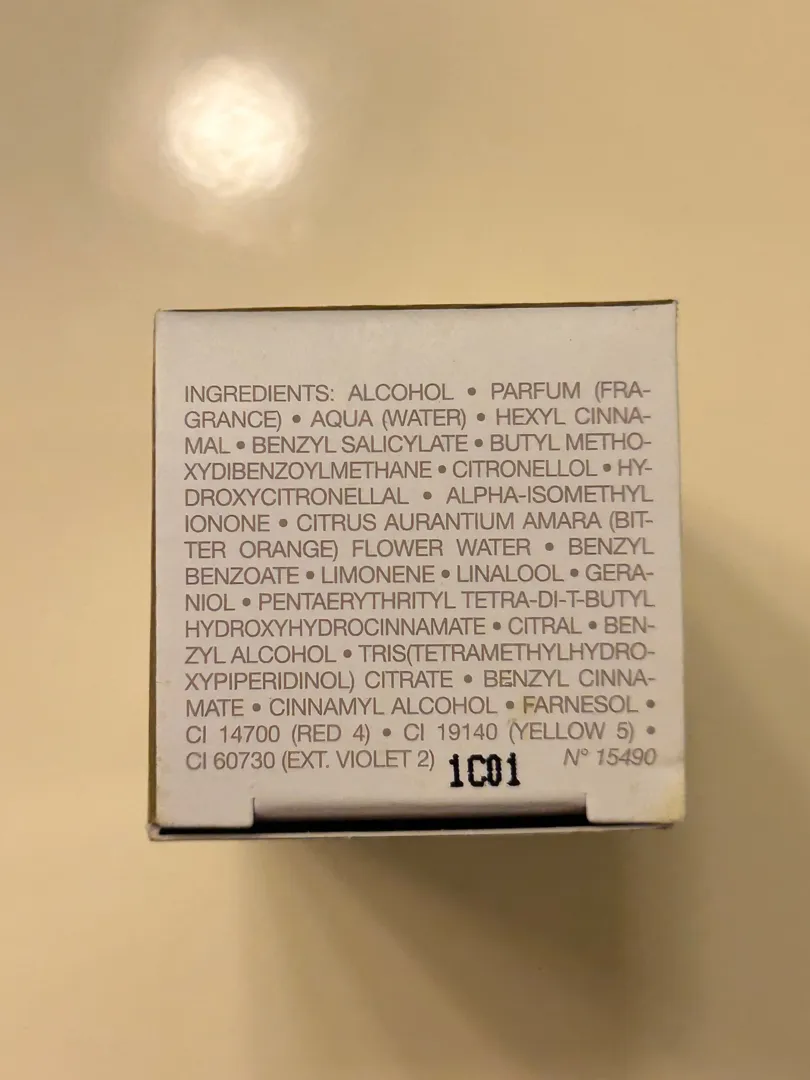 INGREDIENTS: ALCOHOL • PARFUM (FRA-
GRANCE) • AQUA (WATER) • HEXYL CINNA-
MAL • BENZYL SALICYLATE • BUTYL METHO-
XYDIBENZOYLMETHANE • CITRONELLOL • HY-
DROXYCITRONELLAL • ALPHA-ISOMETHYL
IONONE • CITRUS AURANTIUM AMARA (BIT-
TER ORANGE) FLOWER WATER • BENZYL
BENZOATE • LIMONENE • LINALOOL • GERA-
NIOL • PENTAERYTHRITYL TETRA-DI-T-BUTYL
HYDROXYHYDROCINNAMATE • CITRAL • BEN-
ZYL ALCOHOL • TRIS(TETRAMETHYLHYDRO-
XYPIPERIDINOL) CITRATE • BENZYL CINNA-
MATE • CINNAMYL ALCOHOL • FARNESOL •
CI 14700 (RED 4) • CI 19140 (YELLOW 5) •
CI 60730 (EXT. VIOLET 2) 1C01 N° 15490